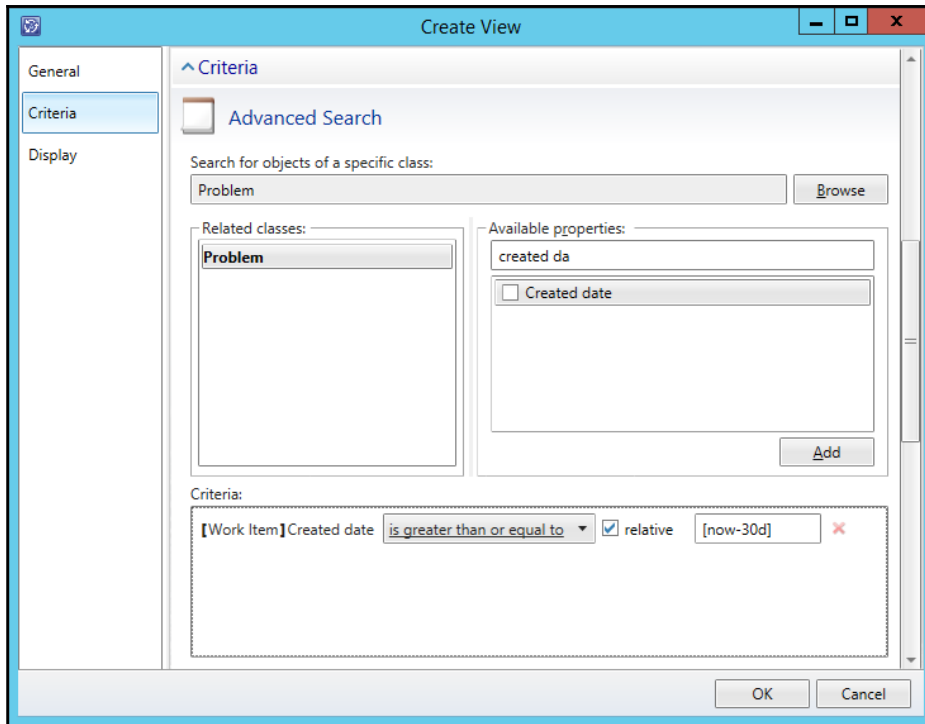 Create View
General
Criteria
Display
Criteria
Advanced Search
Search for objects of a specific class:
Problem
Browse
Related classes:
Problem
Available properties:
created da
Created date
Add
Criteria:
[Work Item]Created date is greater than or equal to relative [now-30d]
OK Cancel